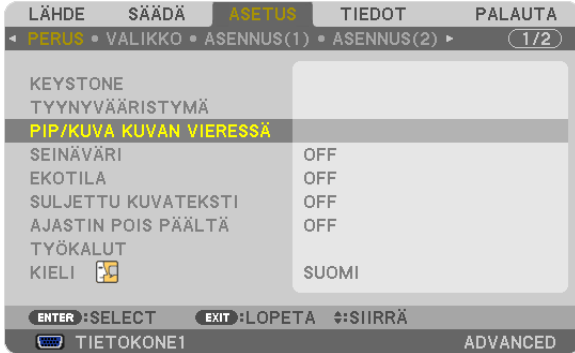 LÄHDE SÄÄDÄ ASETUS TIEDOT PALAUTA
PERUS • VALIKKO • ASENNUS(1) • ASENNUS(2) 1/2
KEYSTONE
TYYNYVÄÄRISTYMÄ
PIP/KUVA KUVAN VIERESSÄ
SEINÄVÄRI OFF
EKOTILA OFF
SULJETTU KUVATEKSTI OFF
AJASTIN POIS PÄÄLTÄ OFF
TYÖKALUT
KIELI SUOMI
ENTER :SELECT EXIT :LOPETA :SIIRRÄ
TIETOKONE1 ADVANCED